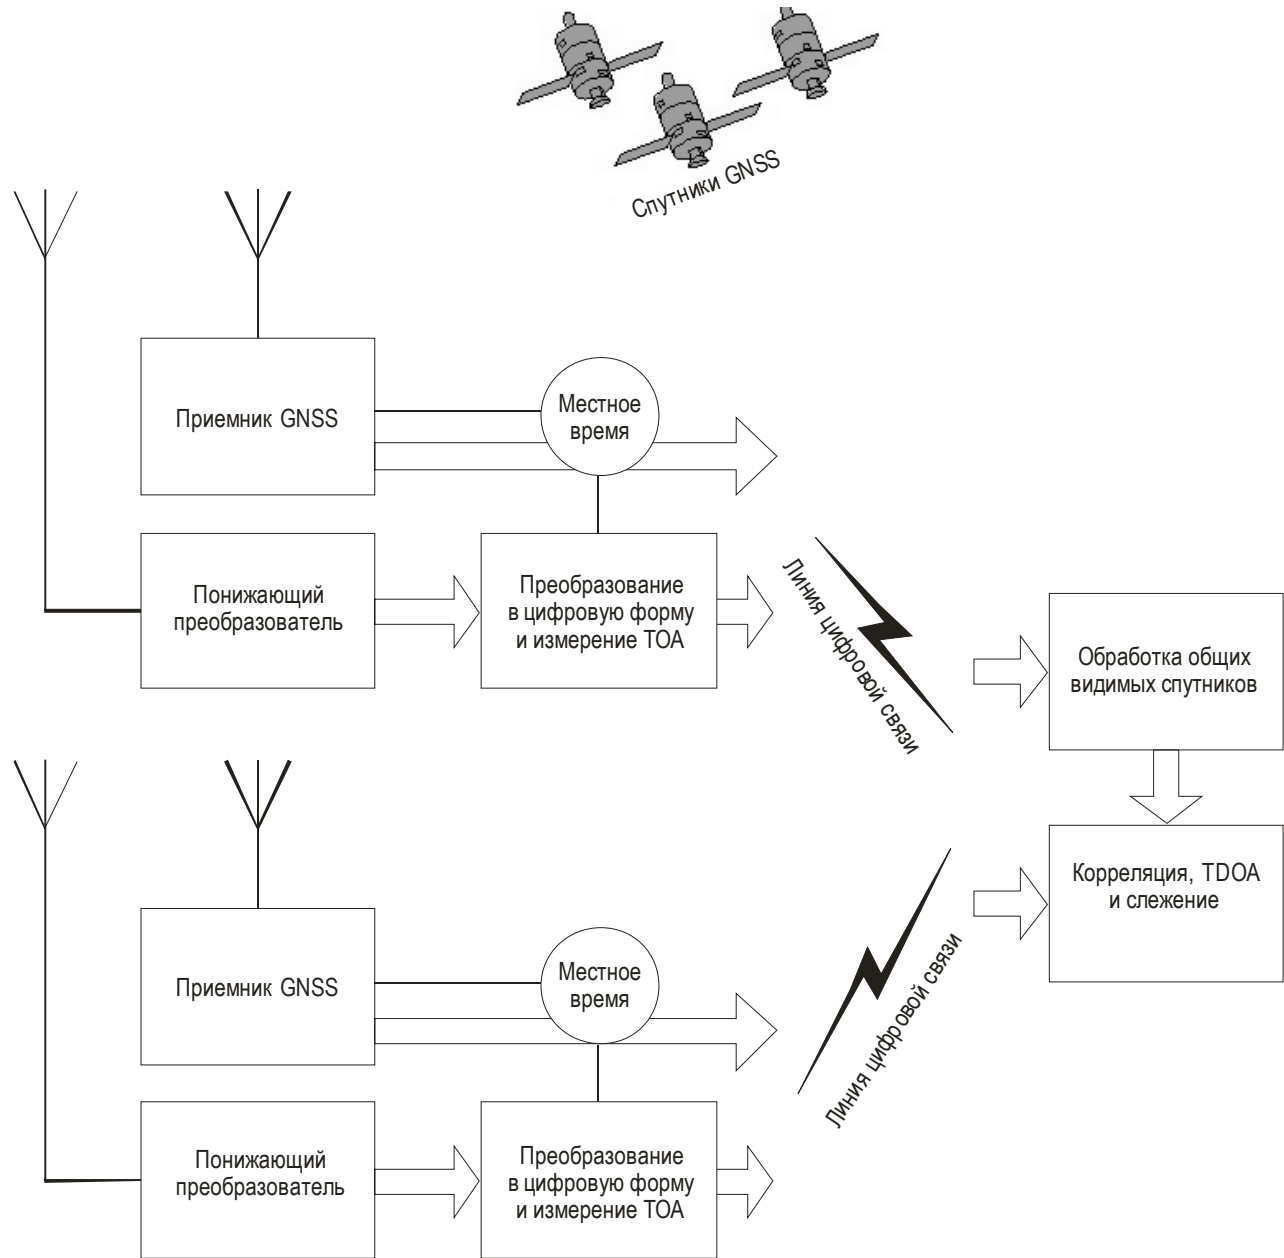 Спутники GNSS
Приемник GNSS
Местное
время
Понижающий
преобразователь
Преобразование
в цифровую форму
и измерение TOA
Линия цифровой связи
Обработка общих
видимых спутников
Корреляция, TDOA
и слежение
Приемник GNSS
Местное
время
Линия цифровой связи
Понижающий
преобразователь
Преобразование
в цифровую форму
и измерение TOA